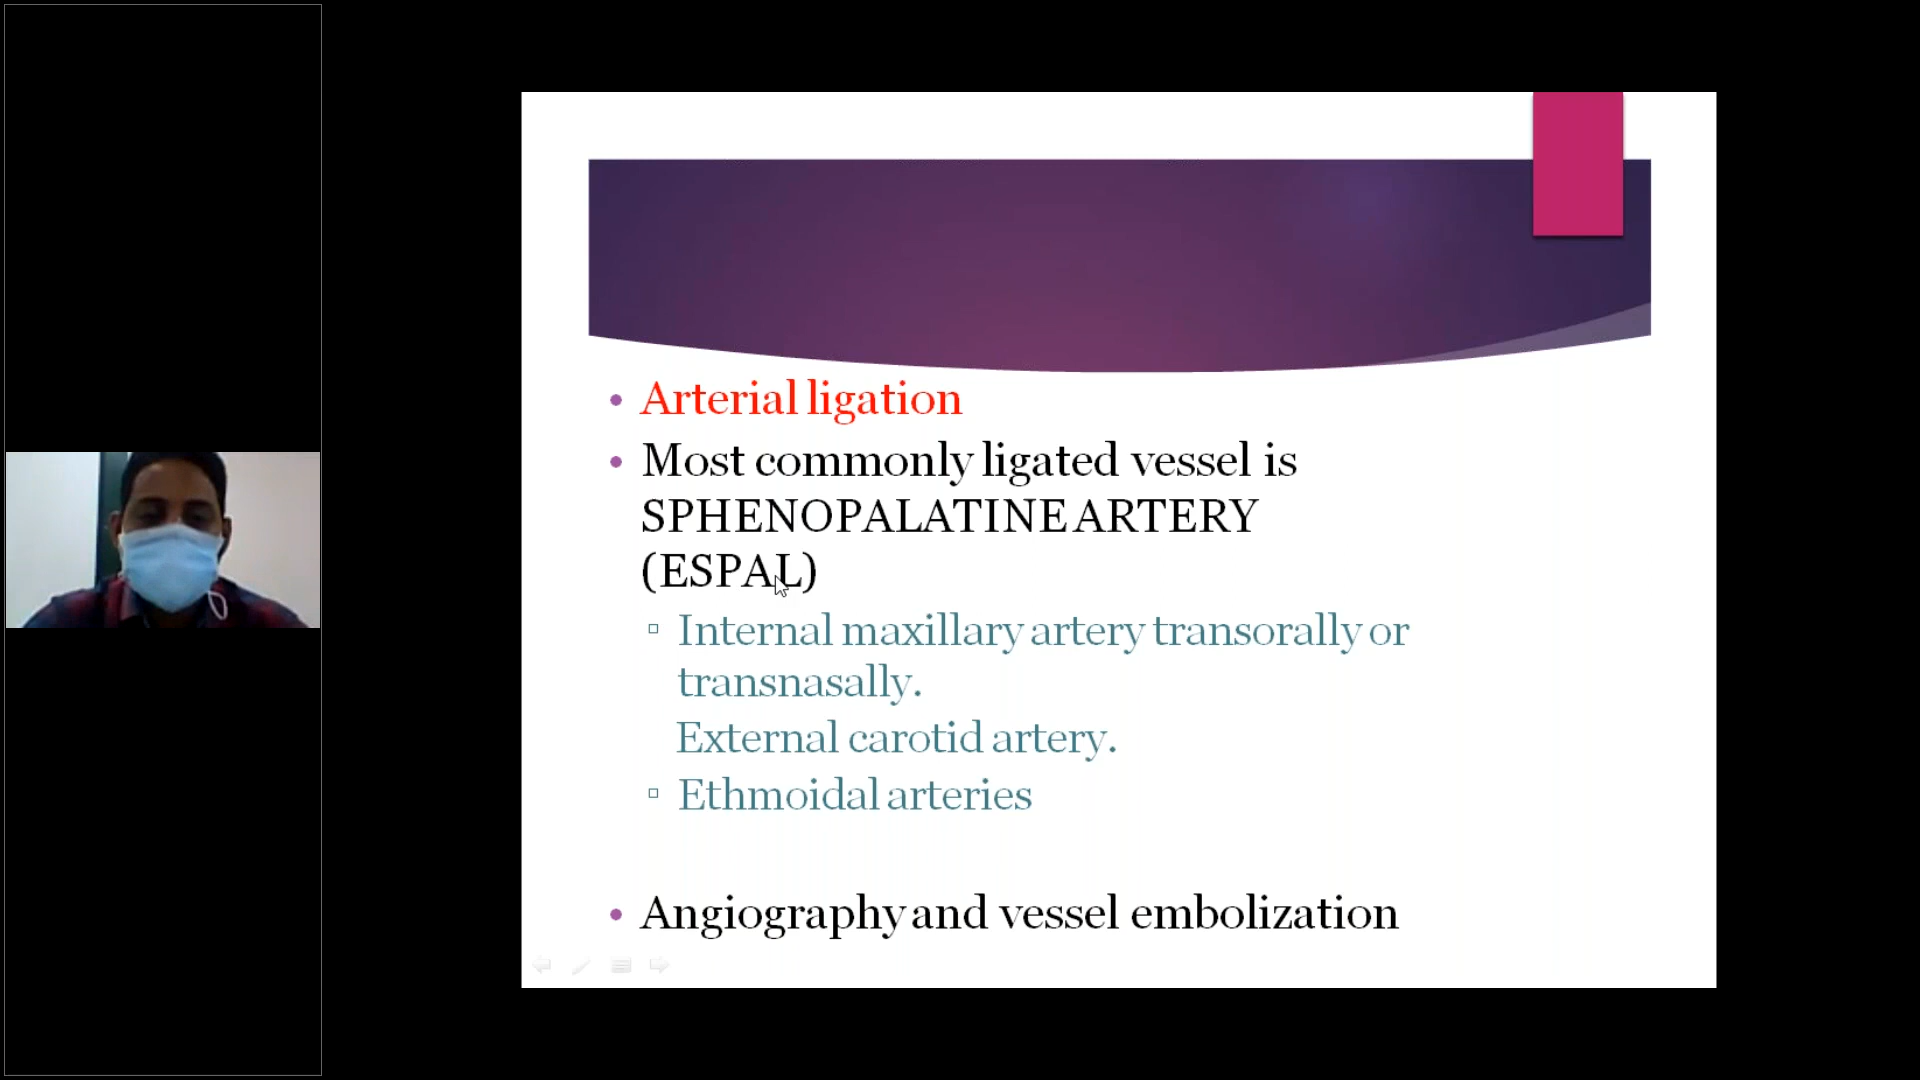 Arterial ligation
Most commonly ligated vessel is
SPHENOPALATINE ARTERY
(ESPAL)
Internal maxillary artery transorally or
transnasally.
External carotid artery.
Ethmoidal arteries
Angiography and vessel embolization